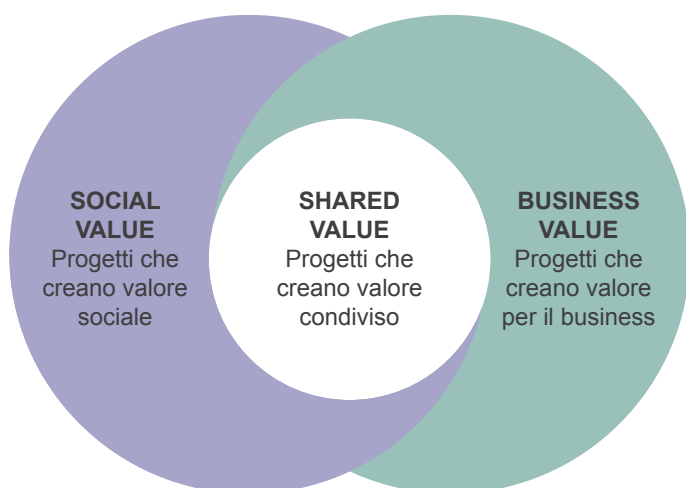 SOCIAL
VALUE
Progetti che
creano valore
sociale
SHARED
VALUE
Progetti che
creano valore
condiviso
BUSINESS
VALUE
Progetti che
creano valore
per il business